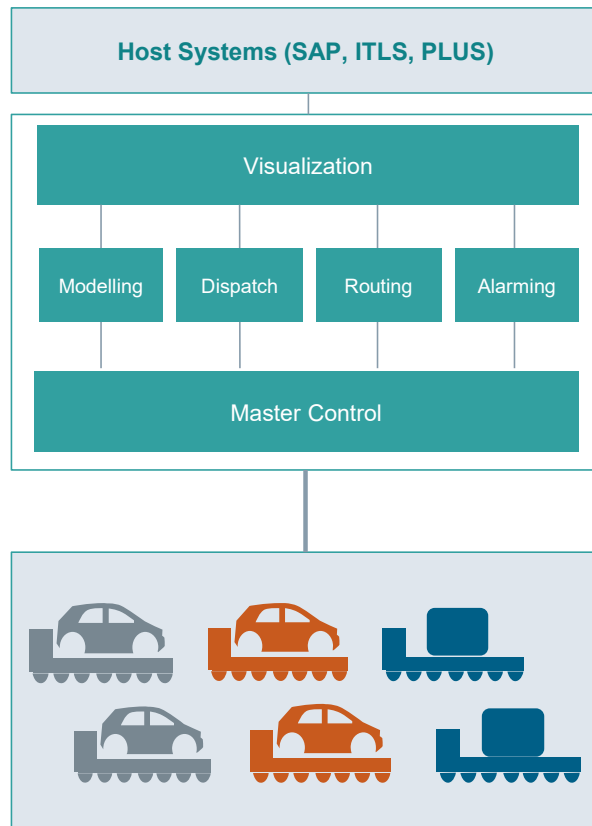 Host Systems (SAP, ITLS, PLUS)
Visualization
Modelling
Dispatch
Routing
Alarming
Master Control